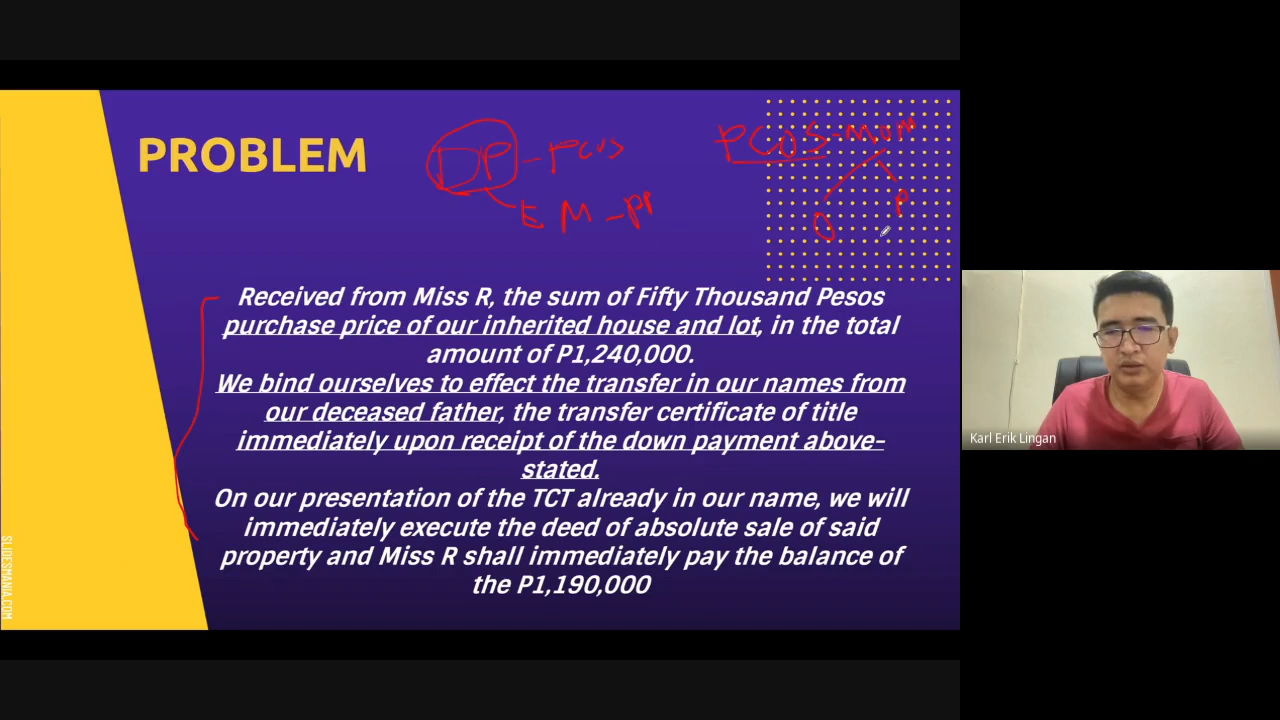 PROBLEM
DP - PCOS
E M - PP
PCOS - MOM
O P
Received from Miss R, the sum of Fifty Thousand Pesos
purchase price of our inherited house and lot, in the total
amount of P1,240,000.
We bind ourselves to effect the transfer in our names from
our deceased father, the transfer certificate of title
immediately upon receipt of the down payment above-
stated.
On our presentation of the TCT already in our name, we will
immediately execute the deed of absolute sale of said
property and Miss R shall immediately pay the balance of
the P1,190,000
SLIDESMANIA.COM
Karl Erik Lingan